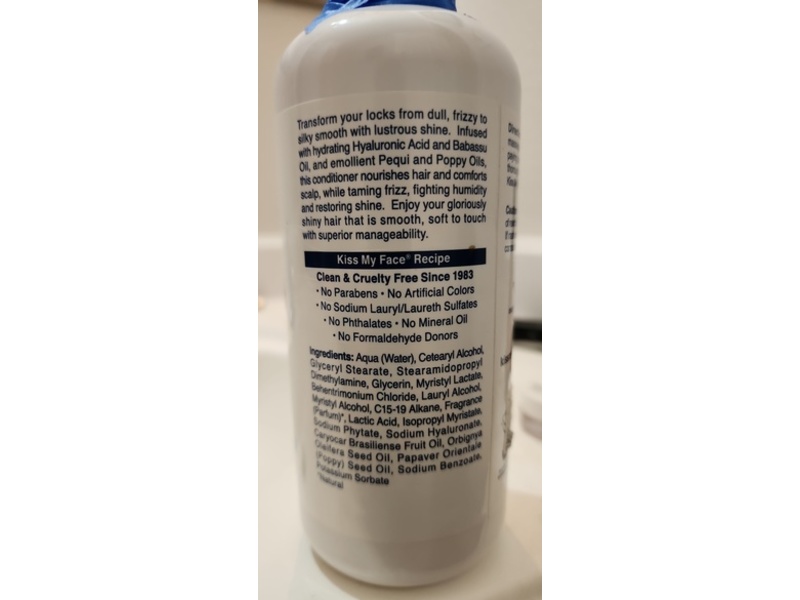 Transform your locks from dull, frizzy to
silky smooth with lustrous shine. Infused
with hydrating Hyaluronic Acid and Babassu
Oil, and emollient Pequi and Poppy Oils,
this conditioner nourishes hair and comforts
scalp, while taming frizz, fighting humidity
and restoring shine. Enjoy your gloriously
shiny hair that is smooth, soft to touch
with superior manageability.
Kiss My Face® Recipe
Clean & Cruelty Free Since 1983
• No Parabens • No Artificial Colors
• No Sodium Lauryl/Laureth Sulfates
• No Phthalates • No Mineral Oil
• No Formaldehyde Donors
Ingredients: Aqua (Water), Cetearyl Alcohol,
Glyceryl Stearate, Stearamidopropyl
Dimethylamine, Glycerin, Myristyl Lactate,
Behentrimonium Chloride, Lauryl Alcohol,
Myristyl Alcohol, C15-19 Alkane, Fragrance
(Parfum)*, Lactic Acid, Isopropyl Myristate,
Sodium Phytate, Sodium Hyaluronate,
Caryocar Brasiliense Fruit Oil, Orbignya
Oleifera Seed Oil, Papaver Orientale
(Poppy) Seed Oil, Sodium Benzoate,
Potassium Sorbate
*Natural